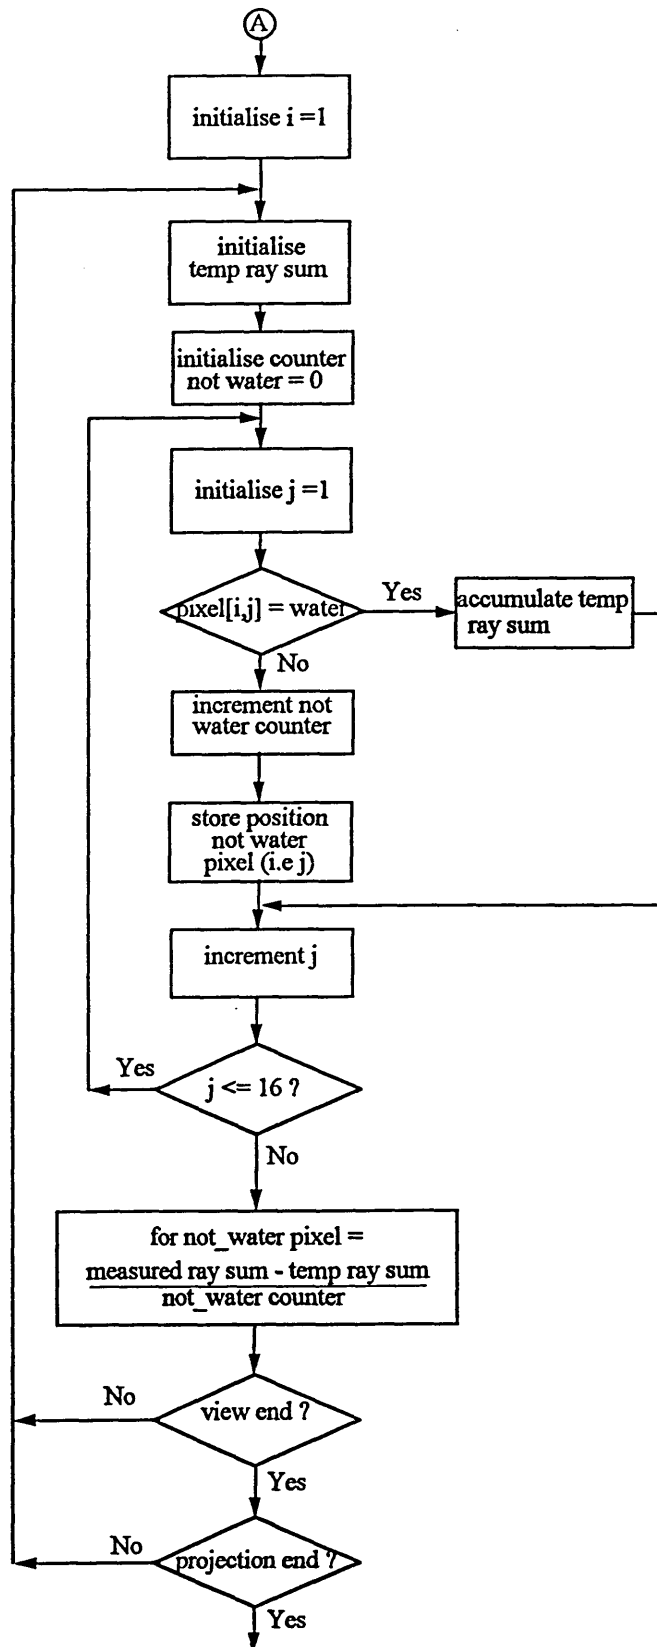 A
initialise i =1
initialise
temp ray sum
initialise counter
not water = 0
initialise j =1
pixel[i,j] = water
Yes
accumulate temp
ray sum
No
increment not
water counter
store position
not water
pixel (i.e j)
increment j
Yes
j <= 16 ?
No
for not_water pixel =
measured ray sum - temp ray sum
not_water counter
No
view end ?
Yes
No
projection end ?
Yes